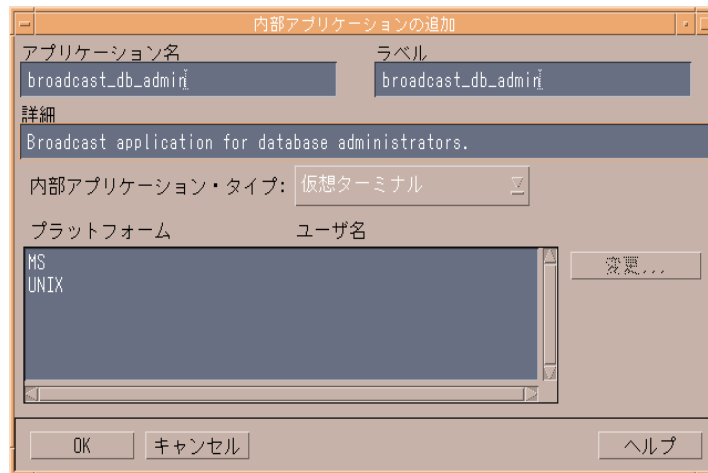 内部アプリケーションの追加
アプリケーション名 ラベル
broadcast_db_admin broadcast_db_admin
詳細
Broadcast application for database administrators.
内部アプリケーション・タイプ: 仮想ターミナル
プラットフォーム ユーザ名
MS
UNIX
変更...
OK キャンセル ヘルプ